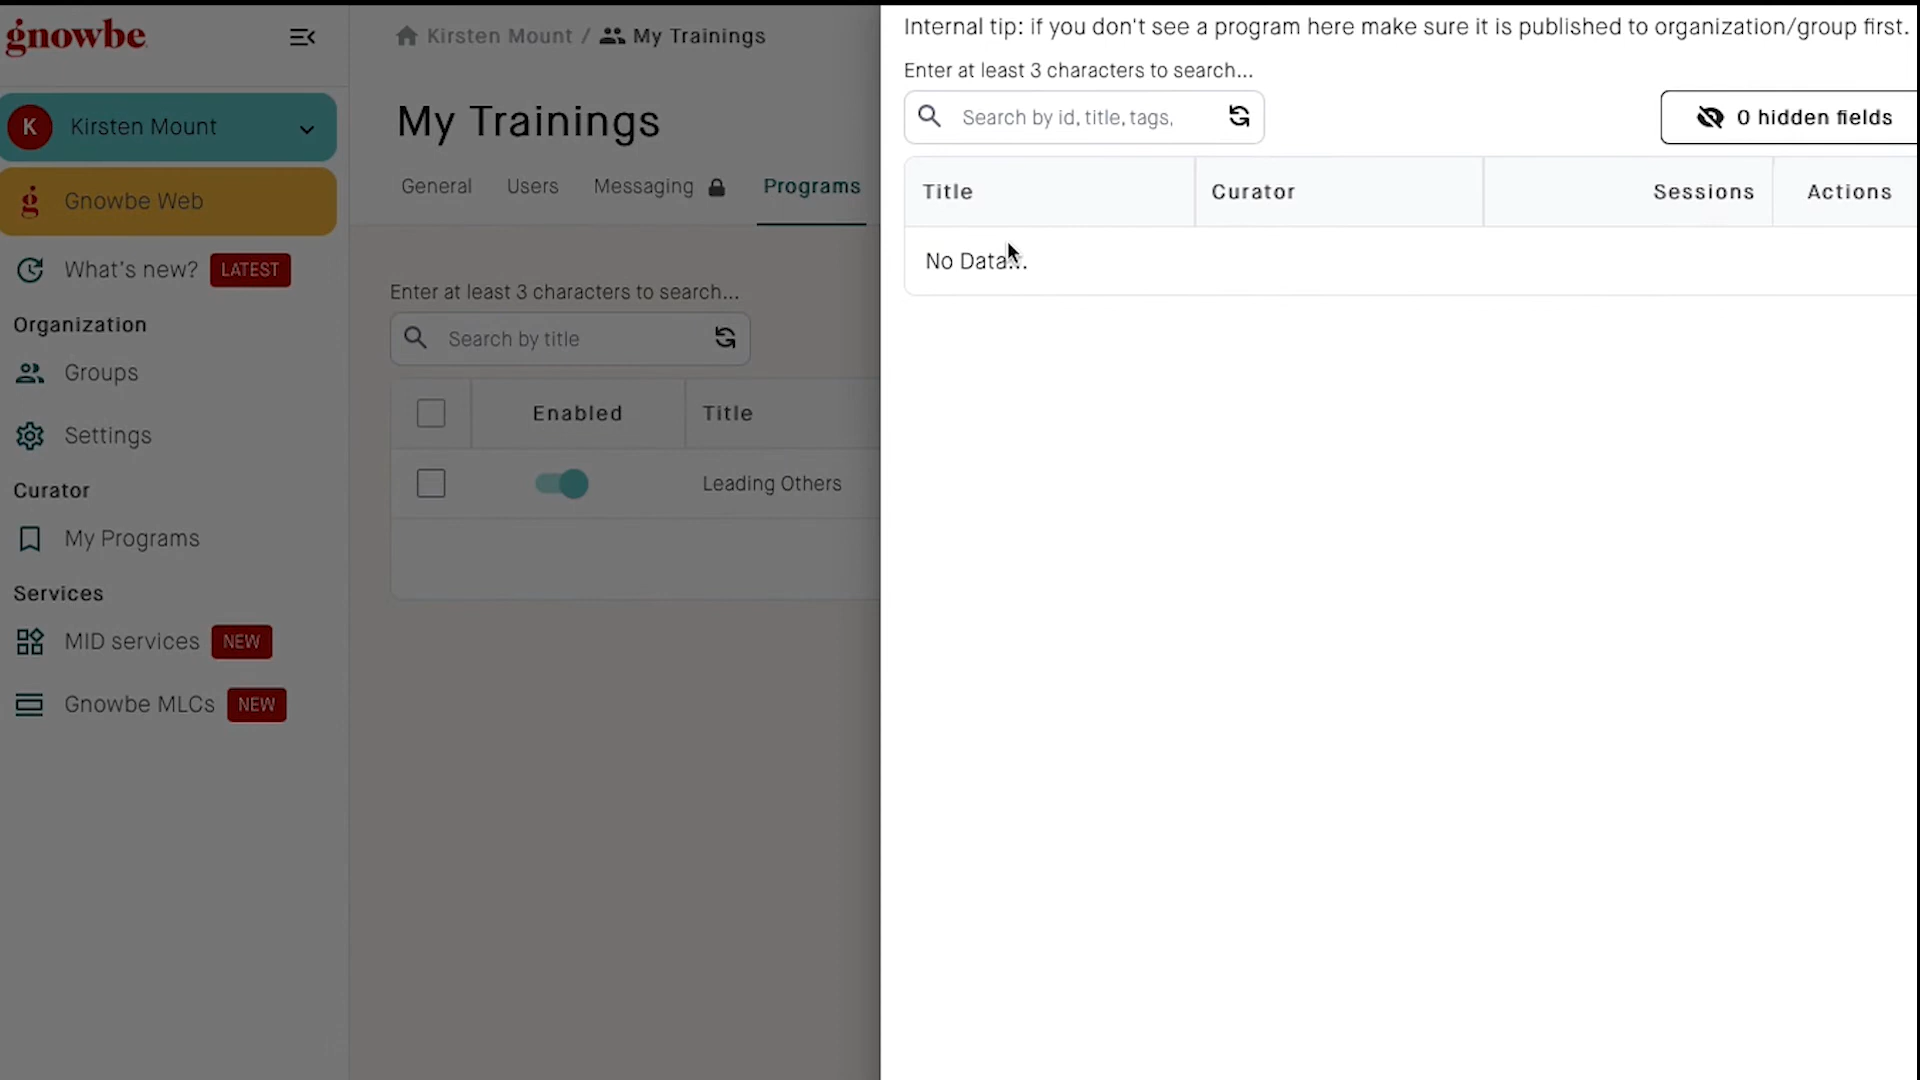 gnowbe
K Kirsten Mount
Gnowbe Web
What's new? LATEST
Organization
Groups
Settings
Curator
My Programs
Services
MID services NEW
Gnowbe MLCs NEW
Kirsten Mount / My Trainings
My Trainings
General Users Messaging Programs
Enter at least 3 characters to search...
Search by title
Enabled Title
Leading Others
Internal tip: if you don't see a program here make sure it is published to organization/group first.
Enter at least 3 characters to search...
Search by id, title, tags,
0 hidden fields
Title Curator Sessions Actions
No Data...